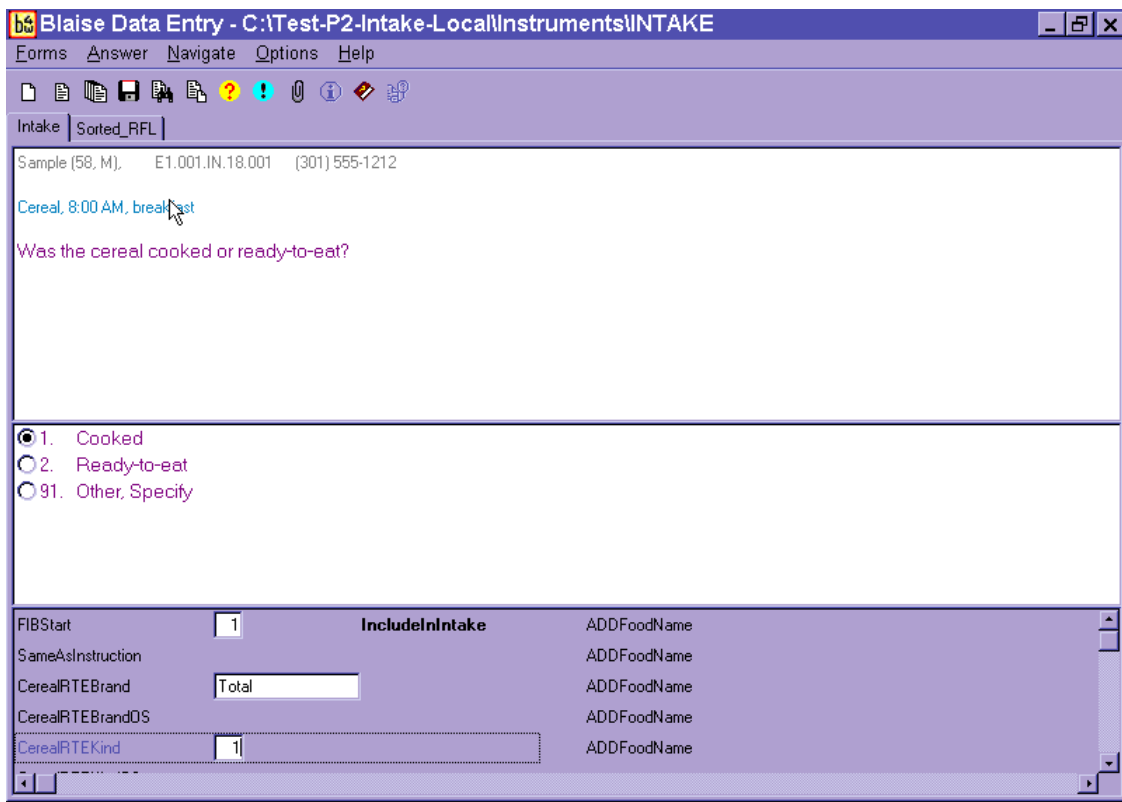 Blaise Data Entry - C:\Test-P2-Intake-Local\Instruments\INTAKE
Forms Answer Navigate Options Help
Intake Sorted_RFL
Sample (58, M), E1.001.IN.18.001 (301) 555-1212
Cereal, 8:00 AM, breakfast
Was the cereal cooked or ready-to-eat?
1. Cooked
2. Ready-to-eat
91. Other, Specify
FIBStart 1 IncludeInIntake ADDFoodName
SameAsInstruction ADDFoodName
CerealRTEBrand Total ADDFoodName
CerealRTEBrandOS ADDFoodName
CerealRTEKind 1 ADDFoodName